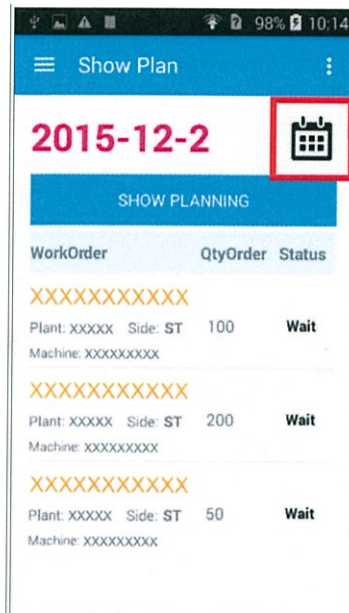 98% 10:14
Show Plan
2015-12-2
SHOW PLANNING
WorkOrder QtyOrder Status
XXXXXXXXXXX
Plant: XXXXX Side: ST 100 Wait
Machine: XXXXXXXXX
XXXXXXXXXXX
Plant: XXXXX Side: ST 200 Wait
Machine: XXXXXXXXX
XXXXXXXXXXX
Plant: XXXXX Side: ST 50 Wait
Machine: XXXXXXXXX